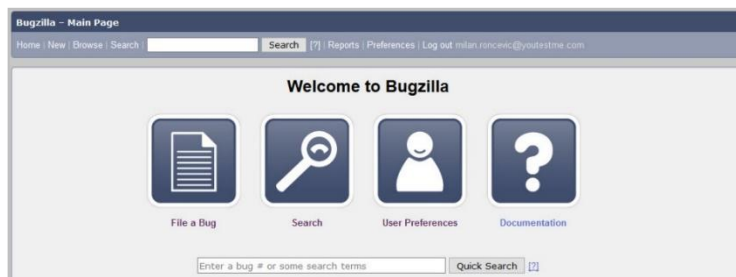 Bugzilla – Main Page
Home | New | Browse | Search | Search [?] | Reports | Preferences | Log out milan.roncevic@youtestme.com
Welcome to Bugzilla
File a Bug Search User Preferences Documentation
Enter a bug # or some search terms Quick Search [?]